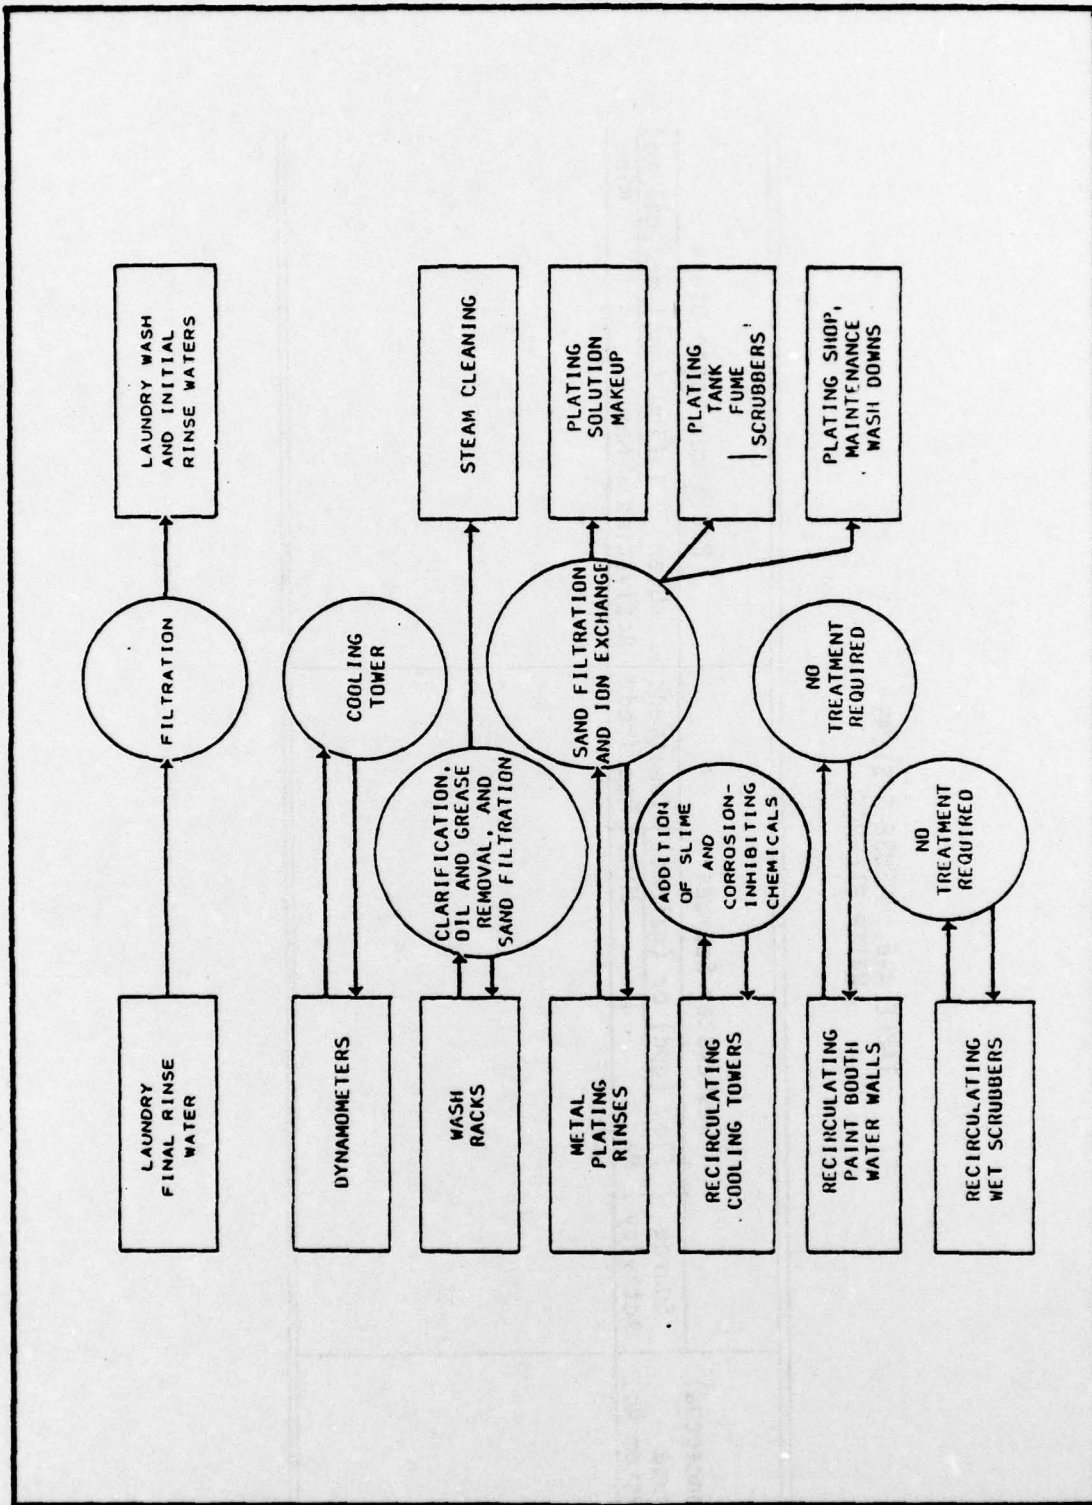 LAUNDRY
FINAL RINSE
WATER
FILTRATION
LAUNDRY WASH
AND INITIAL
RINSE WATERS
DYNAMOMETERS
COOLING
TOWER
WASH
RACKS
CLARIFICATION,
OIL AND GREASE
REMOVAL, AND
SAND FILTRATION
STEAM CLEANING
METAL
PLATING
RINSES
SAND FILTRATION
AND ION EXCHANGE
PLATING
SOLUTION
MAKEUP
PLATING
TANK
FUME
SCRUBBERS
PLATING SHOP,
MAINTENANCE
WASH DOWNS
RECIRCULATING
COOLING TOWERS
ADDITION
OF SLIME
AND
CORROSION-
INHIBITING
CHEMICALS
RECIRCULATING
PAINT BOOTH
WATER WALLS
NO
TREATMENT
REQUIRED
RECIRCULATING
WET SCRUBBERS
NO
TREATMENT
REQUIRED